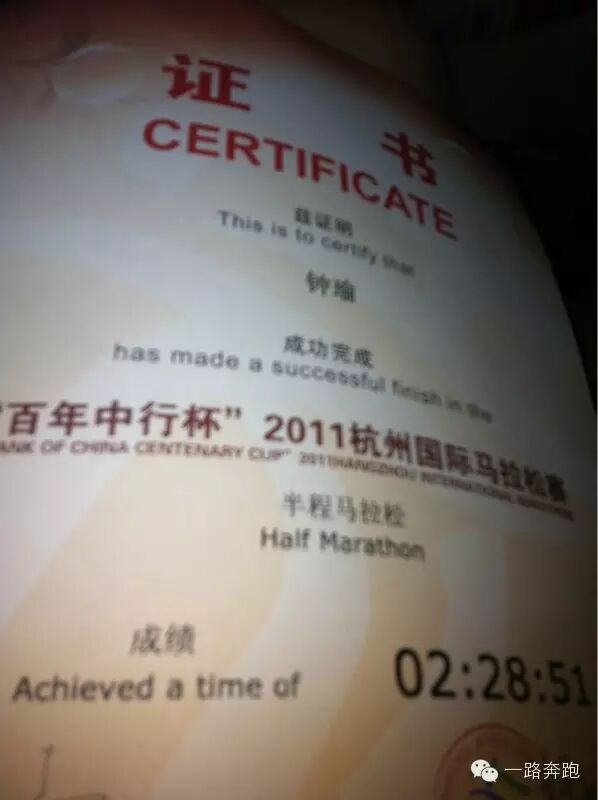 证 书
CERTIFICATE
兹证明
This is to certify that
钟瑜
成功完成
has made a successful finish in the
"百年中行杯" 2011杭州国际马拉松赛
ANK OF CHINA CENTENARY CUP" 2011HANGZHOU INTERNATIONAL MARATHON
半程马拉松
Half Marathon
成绩
Achieved a time of 02:28:51
一路奔跑